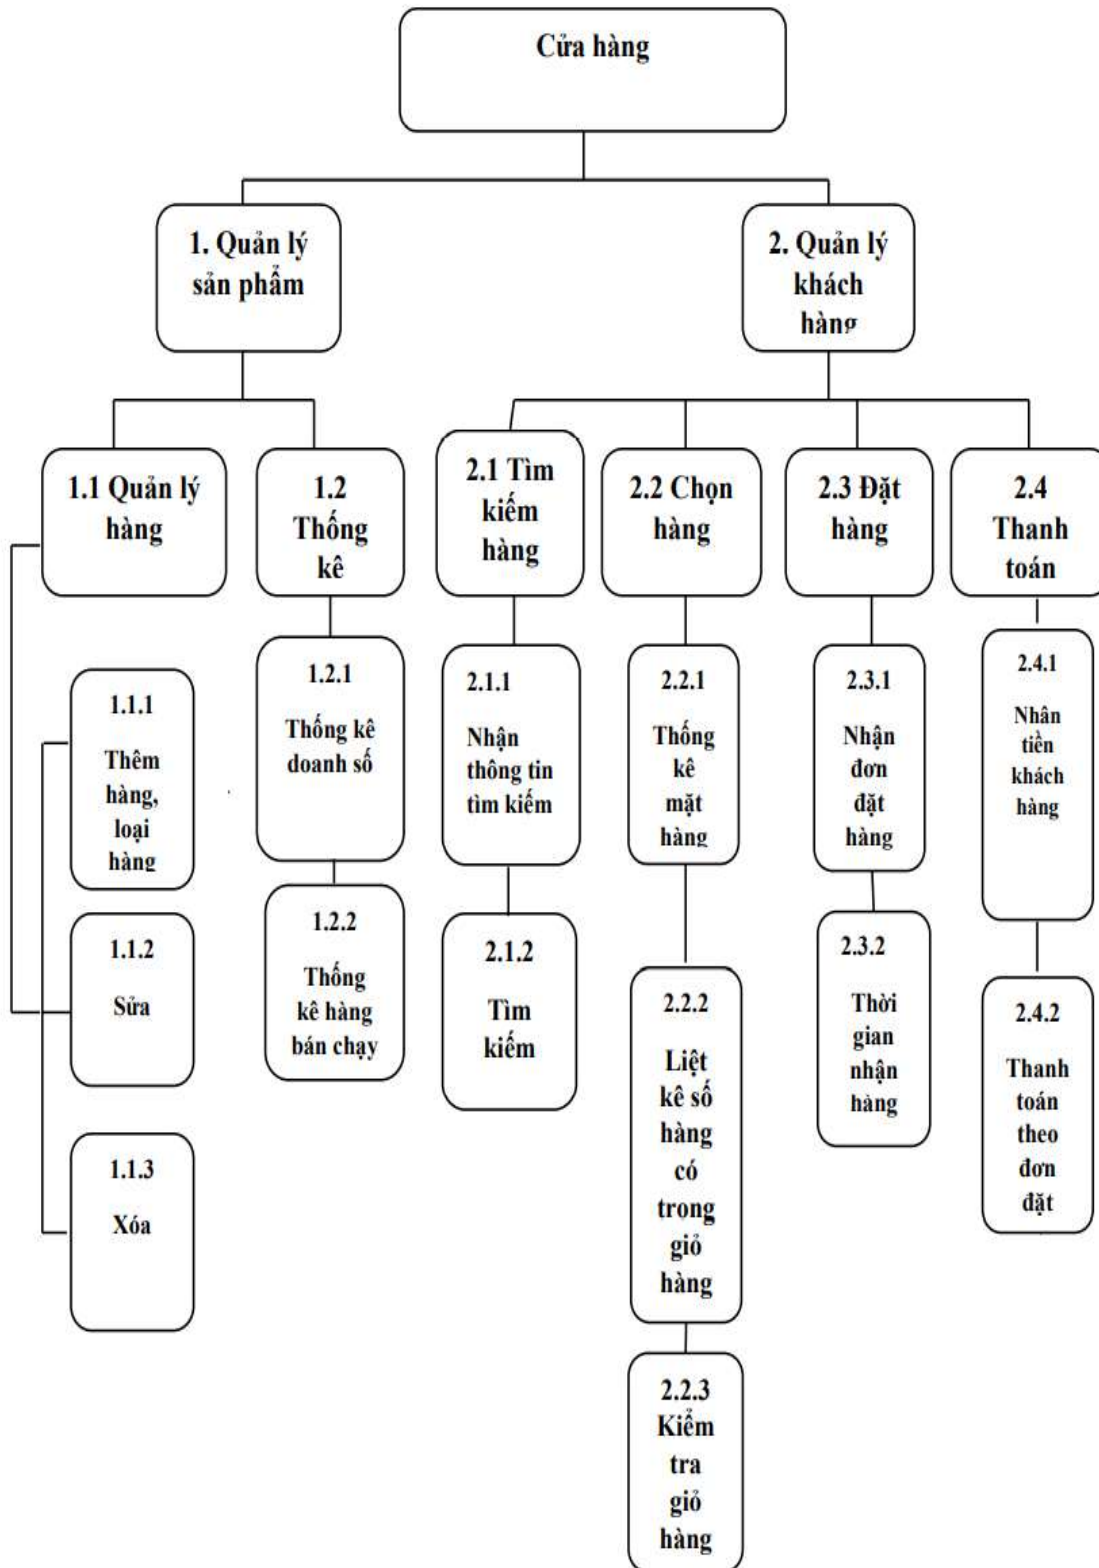 Cửa hàng
1. Quản lý
sản phẩm
2. Quản lý
khách
hàng
1.1 Quản lý
hàng
1.2
Thống
kê
2.1 Tìm
kiếm
hàng
2.2 Chọn
hàng
2.3 Đặt
hàng
2.4
Thanh
toán
1.1.1
Thêm
hàng,
loại
hàng
1.1.2
Sửa
1.1.3
Xóa
1.2.1
Thống kê
doanh số
1.2.2
Thống
kê hàng
bán chạy
2.1.1
Nhận
thông tin
tìm kiếm
2.1.2
Tìm
kiếm
2.2.1
Thống
kê
mặt
hàng
2.2.2
Liệt
kê số
hàng
có
trong
giỏ
hàng
2.2.3
Kiểm
tra
giỏ
hàng
2.3.1
Nhận
đơn
đặt
hàng
2.3.2
Thời
gian
nhận
hàng
2.4.1
Nhân
tiền
khách
hàng
2.4.2
Thanh
toán
theo
đơn
đặt